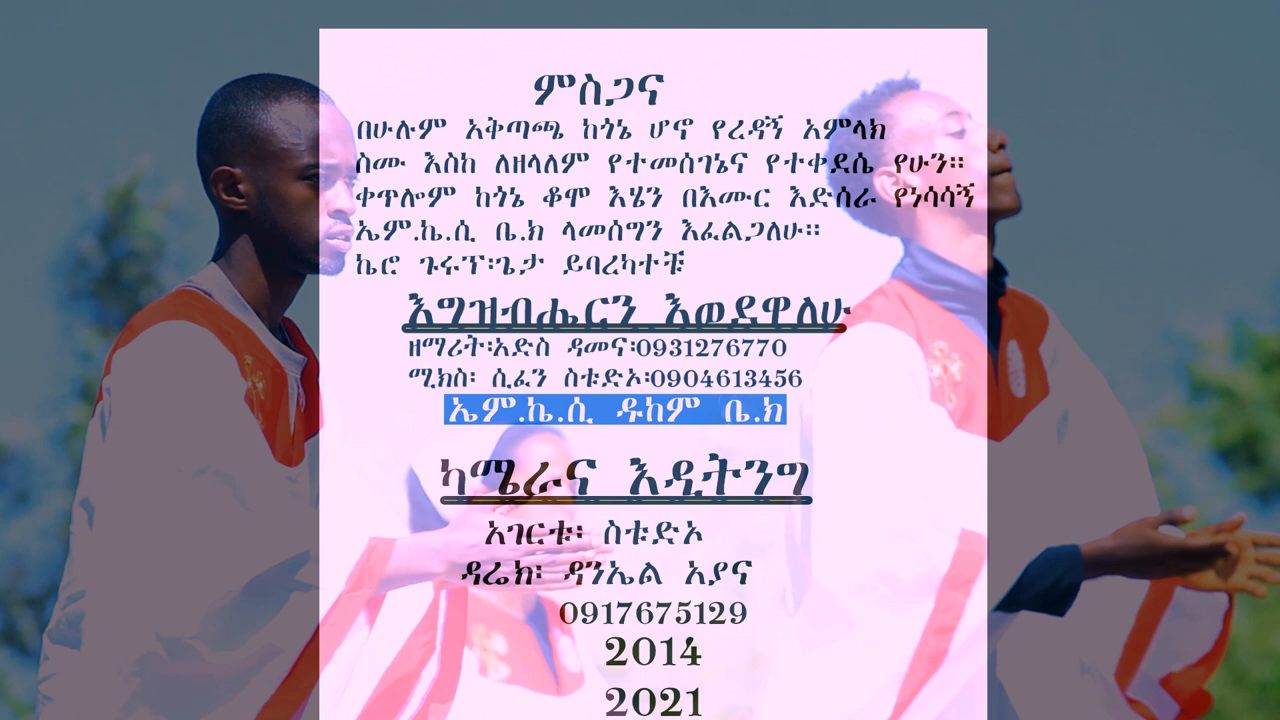 ምስጋና
በሁሉም አቅጣጫ ከጎኔ ሆኖ የረዳኝ አምላክ
ስሙ እስከ ለዘላለም የተመሰገኔና የተቀደሴ የሁን።
ቀጥሎም ከጎኔ ቆሞ እሄን በእሙር እድሰራ የነሳሳኝ
ኤም.ኬ.ሲ ቤ.ክ ላመሰግን እፈልጋለሁ።
ኬሮ ጉሩፕ፡ጌታ ይባረካተቹ
እግዝብሔርን እወደዋለሁ
ዘማሪት፡አድስ ዳመና፡0931276770
ሚክስ፡ ሲፈን ስቱድኦ፡0904613456
ኤም.ኬ.ሲ ዱከም ቤ.ክ
ካሜራና እዲትንግ
አገርቱ፡ ስቱድኦ
ዳሬክ፡ ዳንኤል አያና
0917675129
2014
2021